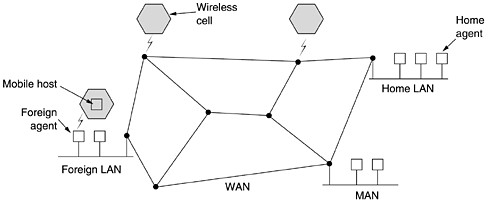 Wireless
cell
Home
agent
Mobile host
Home LAN
Foreign
agent
Foreign LAN
WAN
MAN